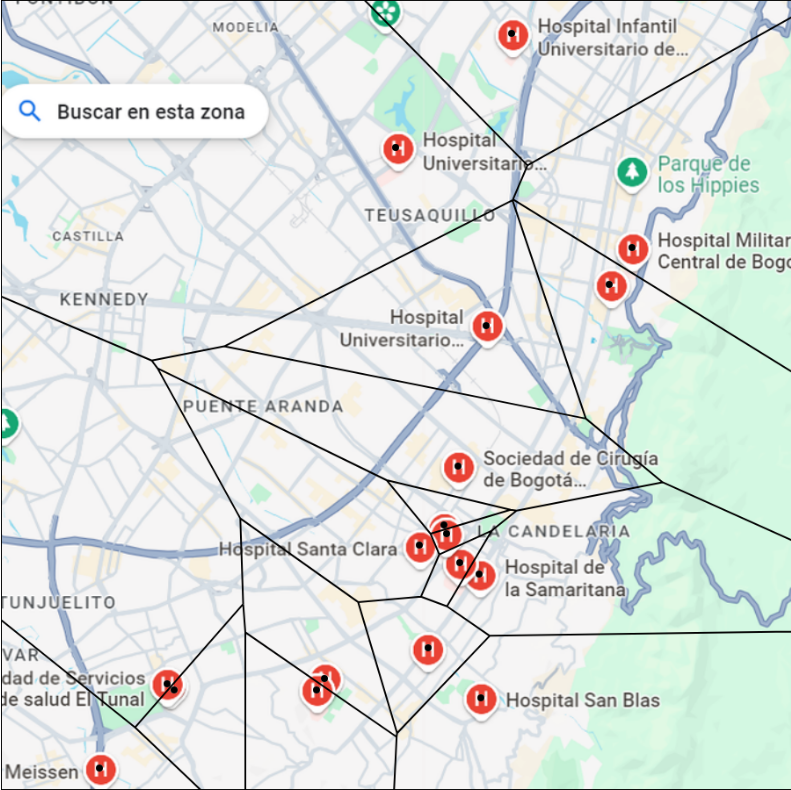 MODELIA
Hospital Infantil
Universitario de...
Buscar en esta zona
Hospital
Universitario...
Parque de
los Hippies
TEUSAQUILLO
CASTILLA
Hospital Militar
Central de Bogo
KENNEDY
Hospital
Universitario...
PUENTE ARANDA
Sociedad de Cirugía
de Bogotá...
LA CANDELARIA
Hospital Santa Clara
Hospital de
la Samaritana
TUNJUELITO
VAR
dad de Servicios
de salud El Tunal
Hospital San Blas
Meissen